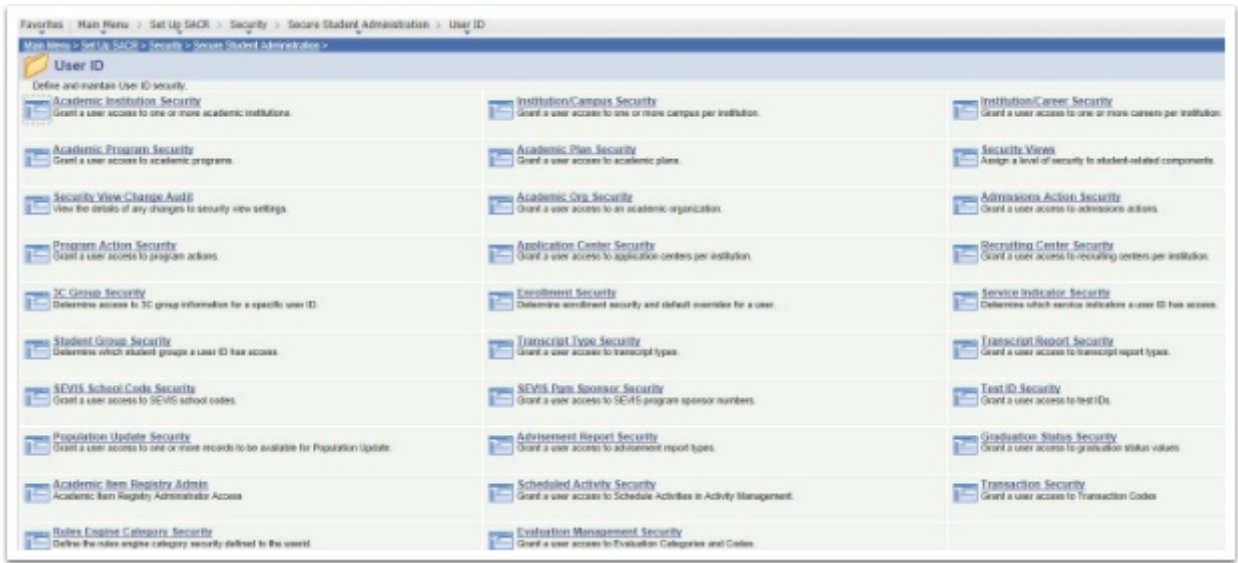 Favorites Main Menu > Set Up SACR > Security > Secure Student Administration > User ID
Main Menu > Set Up SACR > Security > Secure Student Administration >
User ID
Define and maintain User ID security.
Academic Institution Security
Grant a user access to one or more academic institutions.
Institution/Campus Security
Grant a user access to one or more campus per institution.
Institution/Career Security
Grant a user access to one or more careers per institution.
Academic Program Security
Grant a user access to academic programs.
Academic Plan Security
Grant a user access to academic plans.
Security Views
Assign a level of security to student-related components.
Security View Change Audit
View the details of any changes to security view settings.
Academic Org Security
Grant a user access to an academic organization.
Admissions Action Security
Grant a user access to admissions actions.
Program Action Security
Grant a user access to program actions.
Application Center Security
Grant a user access to application centers per institution.
Recruiting Center Security
Grant a user access to recruiting centers per institution.
3C Group Security
Determine access to 3C group information for a specific user ID.
Enrollment Security
Determine enrollment security and default overrides for a user.
Service Indicator Security
Determine which service indicators a user ID has access.
Student Group Security
Determine which student groups a user ID has access.
Transcript Type Security
Grant a user access to transcript types.
Transcript Report Security
Grant a user access to transcript report types.
SEVIS School Code Security
Grant a user access to SEVIS school codes.
SEVIS Pgm Sponsor Security
Grant a user access to SEVIS program sponsor numbers.
Test ID Security
Grant a user access to test IDs.
Population Update Security
Grant a user access to one or more records to be available for Population Update.
Advisement Report Security
Grant a user access to advisement report types.
Graduation Status Security
Grant a user access to graduation status values
Academic Item Registry Admin
Academic Item Registry Administrator Access
Scheduled Activity Security
Grant a user access to Schedule Activities in Activity Management.
Transaction Security
Grant a user access to Transaction Codes
Rules Engine Category Security
Define the rules engine category security defined to the userid.
Evaluation Management Security
Grant a user access to Evaluation Categories and Codes.